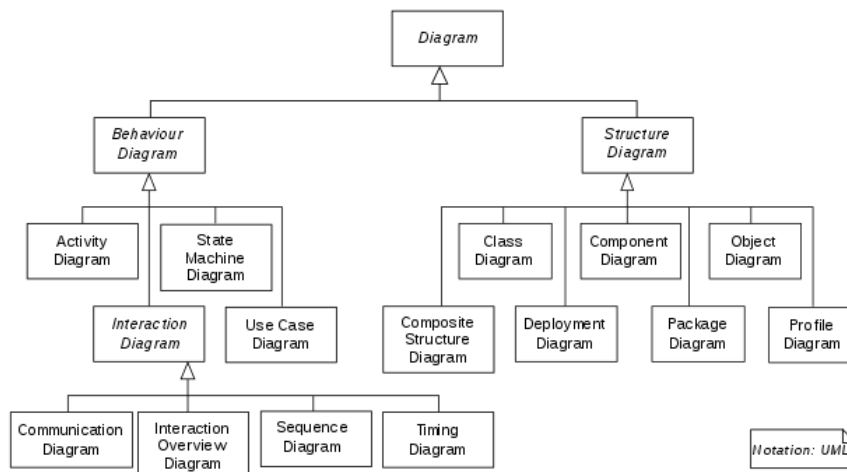 Diagram
Behaviour
Diagram
Structure
Diagram
Activity
Diagram
State
Machine
Diagram
Class
Diagram
Component
Diagram
Object
Diagram
Interaction
Diagram
Use Case
Diagram
Composite
Structure
Diagram
Deployment
Diagram
Package
Diagram
Profile
Diagram
Communication
Diagram
Interaction
Overview
Diagram
Sequence
Diagram
Timing
Diagram
Notation: UML